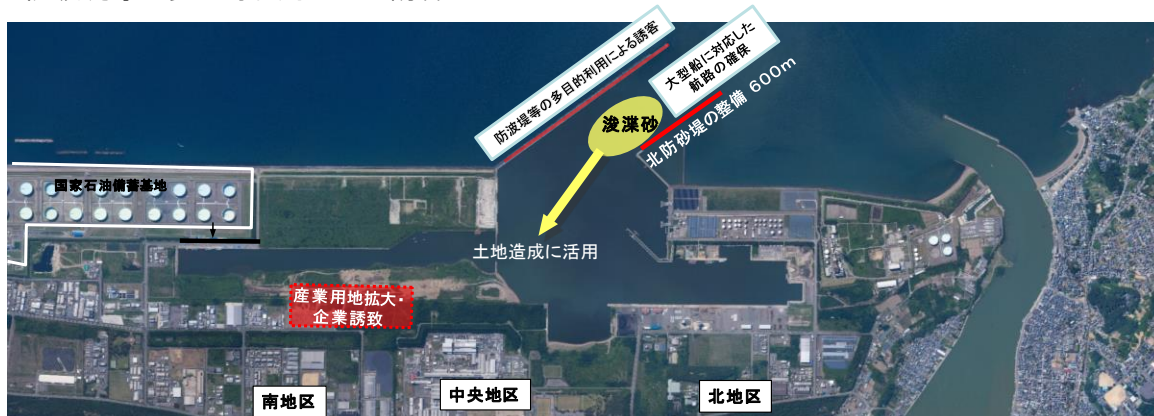 防波堤等の多目的利用による誘客
大型船に対応した
航路の確保
浚渫砂
北防砂堤の整備 600m
国家石油備蓄基地
土地造成に活用
産業用地拡大・
企業誘致
南地区
中央地区
北地区